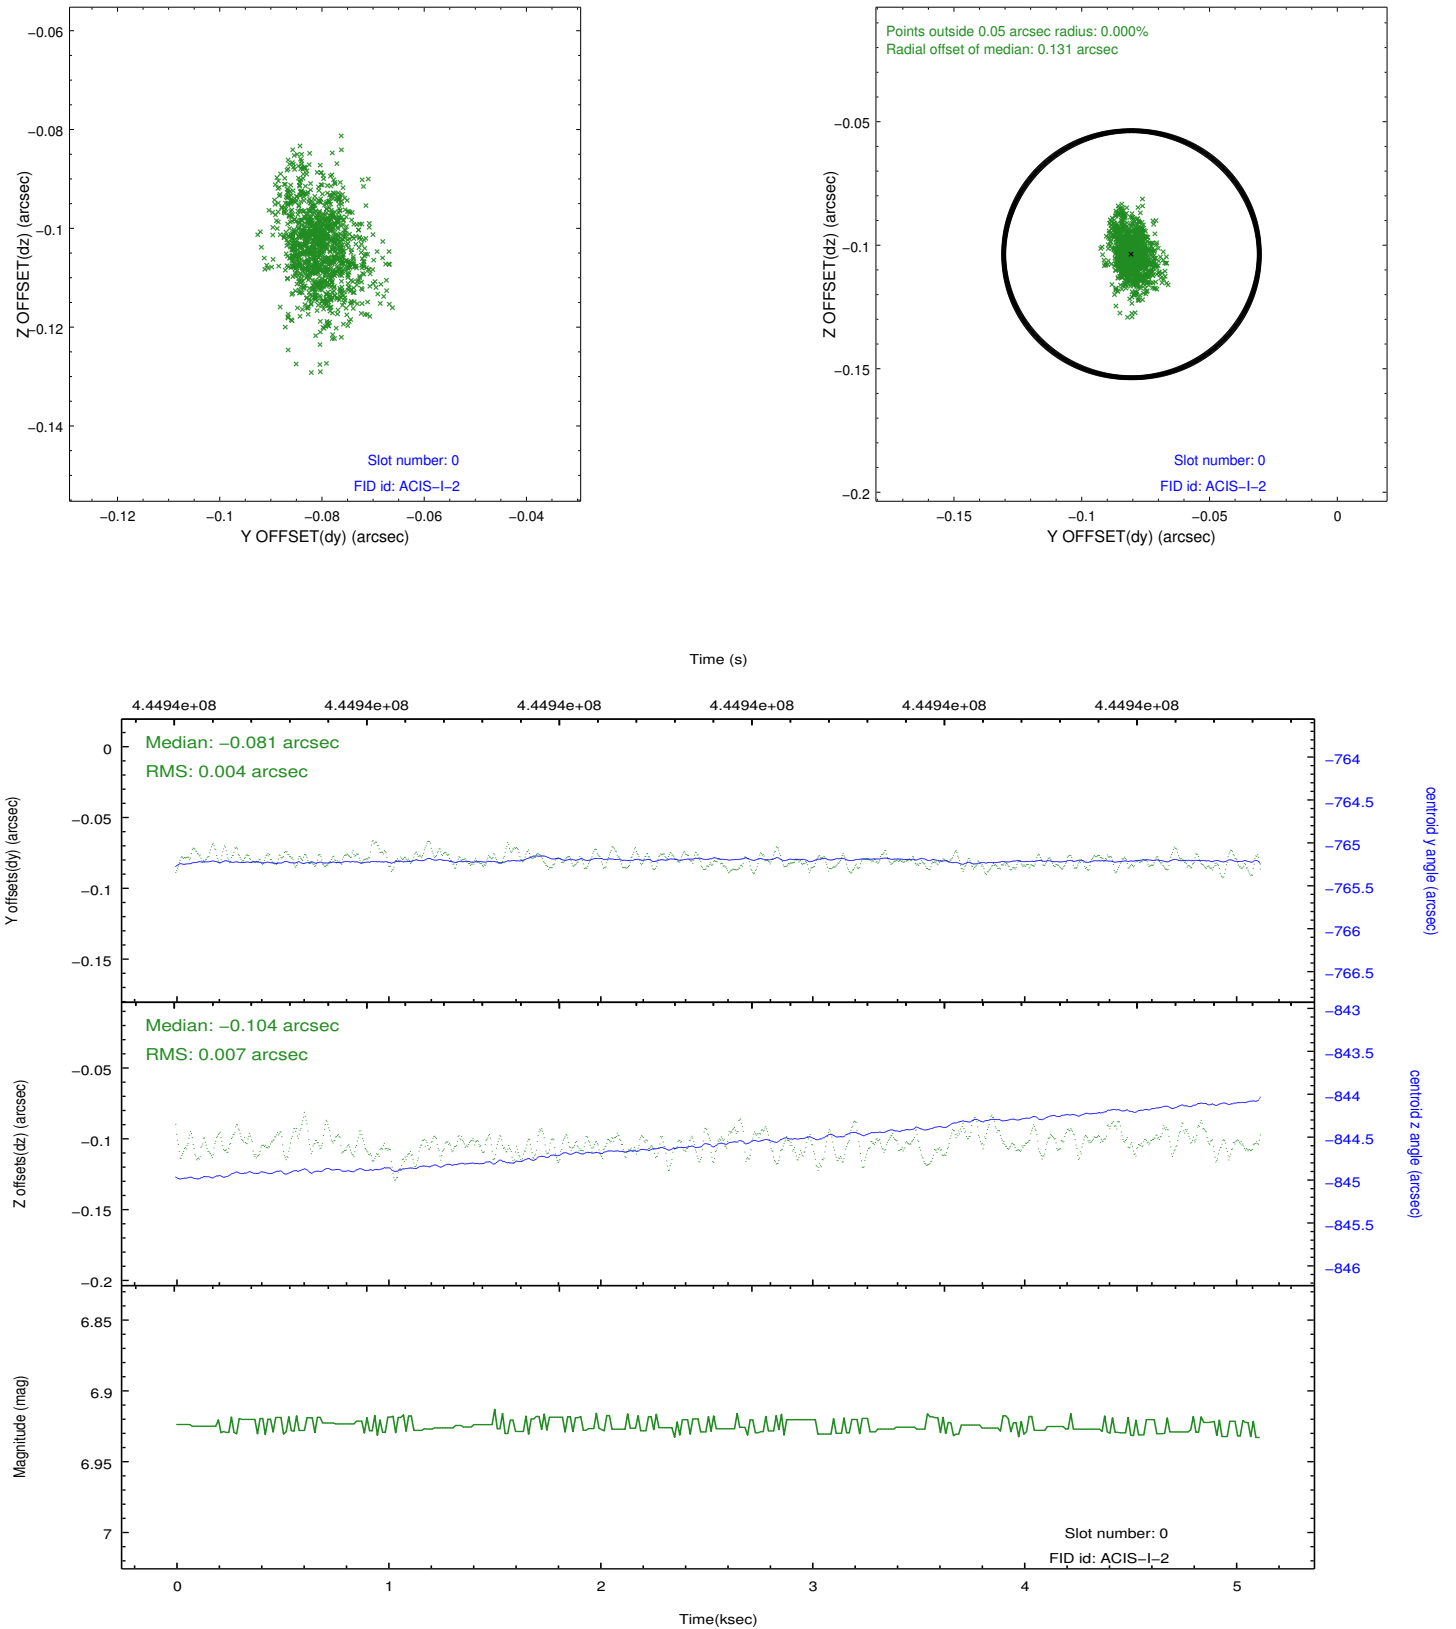 −0.06
−0.08
−0.1
−0.12
−0.14
Z OFFSET(dz) (arcsec)
Slot number: 0
FID id: ACIS−I−2
−0.12
−0.1
−0.08
−0.06
−0.04
Y OFFSET(dy) (arcsec)
Points outside 0.05 arcsec radius: 0.000%
Radial offset of median: 0.131 arcsec
−0.05
−0.1
−0.15
−0.2
Z OFFSET(dz) (arcsec)
Slot number: 0
FID id: ACIS−I−2
−0.15
−0.1
−0.05
0
Y OFFSET(dy) (arcsec)
Time (s)
4.4494e+08
4.4494e+08
4.4494e+08
4.4494e+08
4.4494e+08
4.4494e+08
Median: −0.081 arcsec
RMS: 0.004 arcsec
0
−0.05
−0.1
−0.15
Y offsets(dy) (arcsec)
−764
−764.5
−765
−765.5
−766
−766.5
centroid y angle (arcsec)
Median: −0.104 arcsec
RMS: 0.007 arcsec
−0.05
−0.1
−0.15
−0.2
Z offsets(dz) (arcsec)
−843
−843.5
−844
−844.5
−845
−845.5
−846
centroid z angle (arcsec)
6.85
6.9
6.95
7
Magnitude (mag)
Slot number: 0
FID id: ACIS−I−2
0
1
2
3
4
5
Time(ksec)